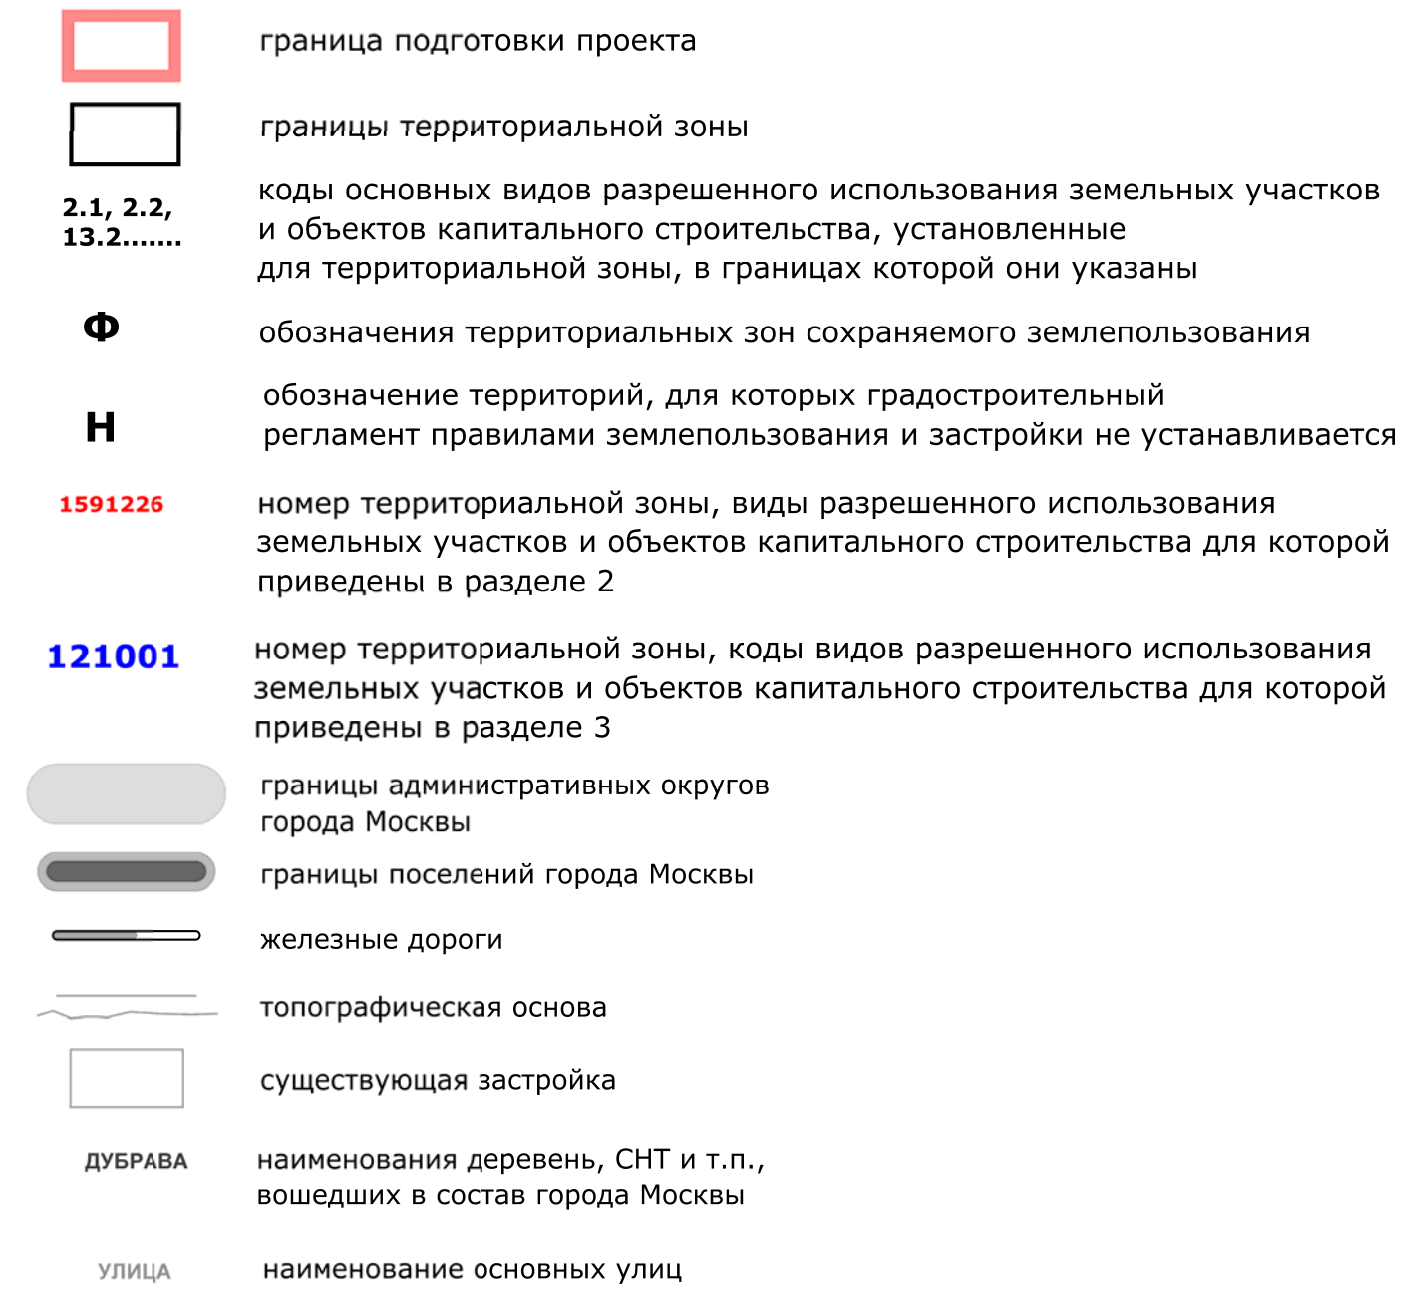 граница подготовки проекта
границы территориальной зоны
2.1, 2.2,
13.2.......
коды основных видов разрешенного использования земельных участков
и объектов капитального строительства, установленные
для территориальной зоны, в границах которой они указаны
Ф
обозначения территориальных зон сохраняемого землепользования
Н
обозначение территорий, для которых градостроительный
регламент правилами землепользования и застройки не устанавливается
1591226
номер территориальной зоны, виды разрешенного использования
земельных участков и объектов капитального строительства для которой
приведены в разделе 2
121001
номер территориальной зоны, коды видов разрешенного использования
земельных участков и объектов капитального строительства для которой
приведены в разделе 3
границы административных округов
города Москвы
границы поселений города Москвы
железные дороги
топографическая основа
существующая застройка
ДУБРАВА
наименования деревень, СНТ и т.п.,
вошедших в состав города Москвы
УЛИЦА
наименование основных улиц